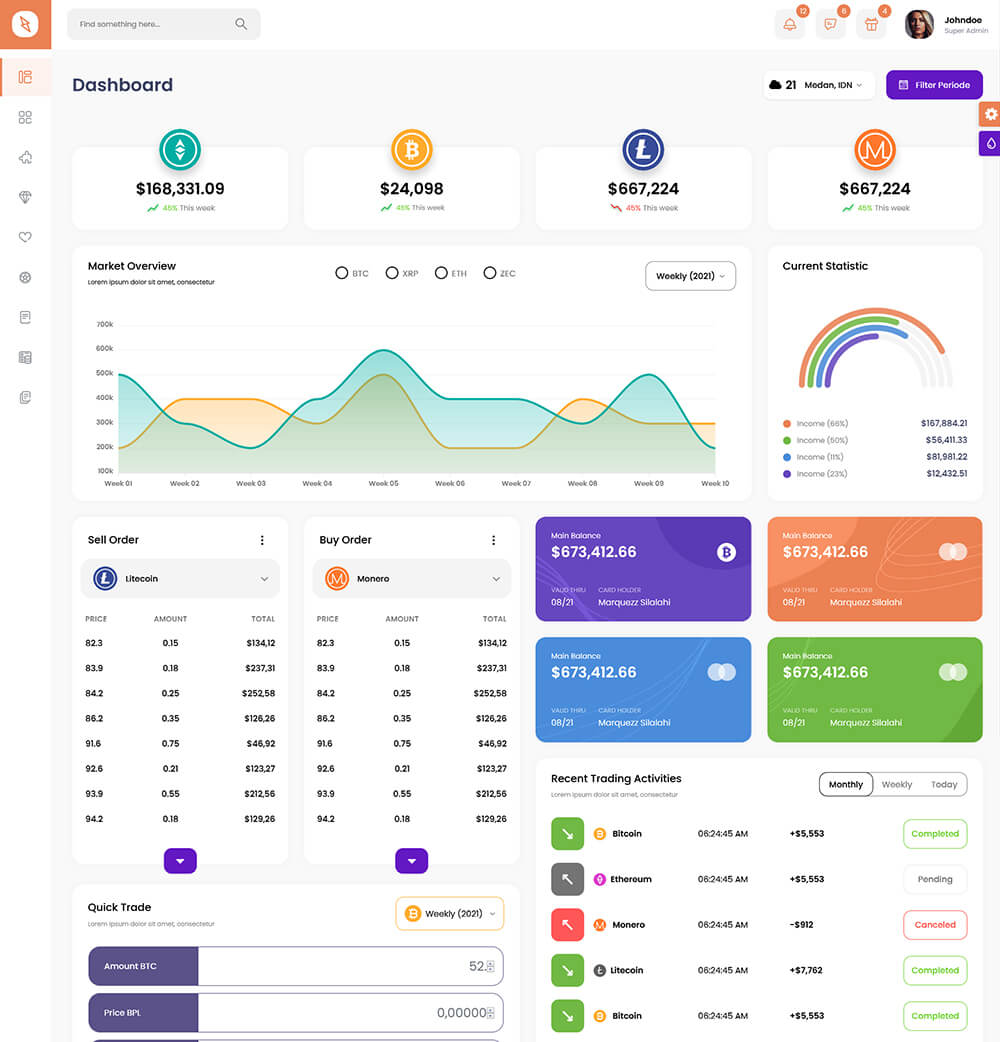 Find something here...
12
6
4
Johndoe
Super Admin
Dashboard
21 Medan, IDN
Filter Periode
$168,331.09
45% This week
$24,098
45% This week
$667,224
45% This week
$667,224
45% This week
Market Overview
Lorem ipsum dolor sit amet, consectetur
BTC XRP ETH ZEC
Weekly (2021)
700k
600k
500k
400k
300k
200k
100k
Week 01 Week 02 Week 03 Week 04 Week 05 Week 06 Week 07 Week 08 Week 09 Week 10
Current Statistic
Income (66%) $167,884.21
Income (50%) $56,411.33
Income (11%) $81,981.22
Income (23%) $12,432.51
Sell Order
Litecoin
PRICE AMOUNT TOTAL
82.3 0.15 $134,12
83.9 0.18 $237,31
84.2 0.25 $252,58
86.2 0.35 $126,26
91.6 0.75 $46,92
92.6 0.21 $123,27
93.9 0.55 $212,56
94.2 0.18 $129,26
Buy Order
Monero
PRICE AMOUNT TOTAL
82.3 0.15 $134,12
83.9 0.18 $237,31
84.2 0.25 $252,58
86.2 0.35 $126,26
91.6 0.75 $46,92
92.6 0.21 $123,27
93.9 0.55 $212,56
94.2 0.18 $129,26
Main Balance
$673,412.66
VALID THRU CARD HOLDER
08/21 Marquezz Silalahi
Main Balance
$673,412.66
VALID THRU CARD HOLDER
08/21 Marquezz Silalahi
Main Balance
$673,412.66
VALID THRU CARD HOLDER
08/21 Marquezz Silalahi
Main Balance
$673,412.66
VALID THRU CARD HOLDER
08/21 Marquezz Silalahi
Quick Trade
Lorem ipsum dolor sit amet, consectetur
Weekly (2021)
Amount BTC 52.
Price BPL 0,00000
Recent Trading Activities
Lorem ipsum dolor sit amet, consectetur
Monthly Weekly Today
Bitcoin 06:24:45 AM +$5,553 Completed
Ethereum 06:24:45 AM +$5,553 Pending
Monero 06:24:45 AM -$912 Canceled
Litecoin 06:24:45 AM +$7,762 Completed
Bitcoin 06:24:45 AM +$5,553 Completed